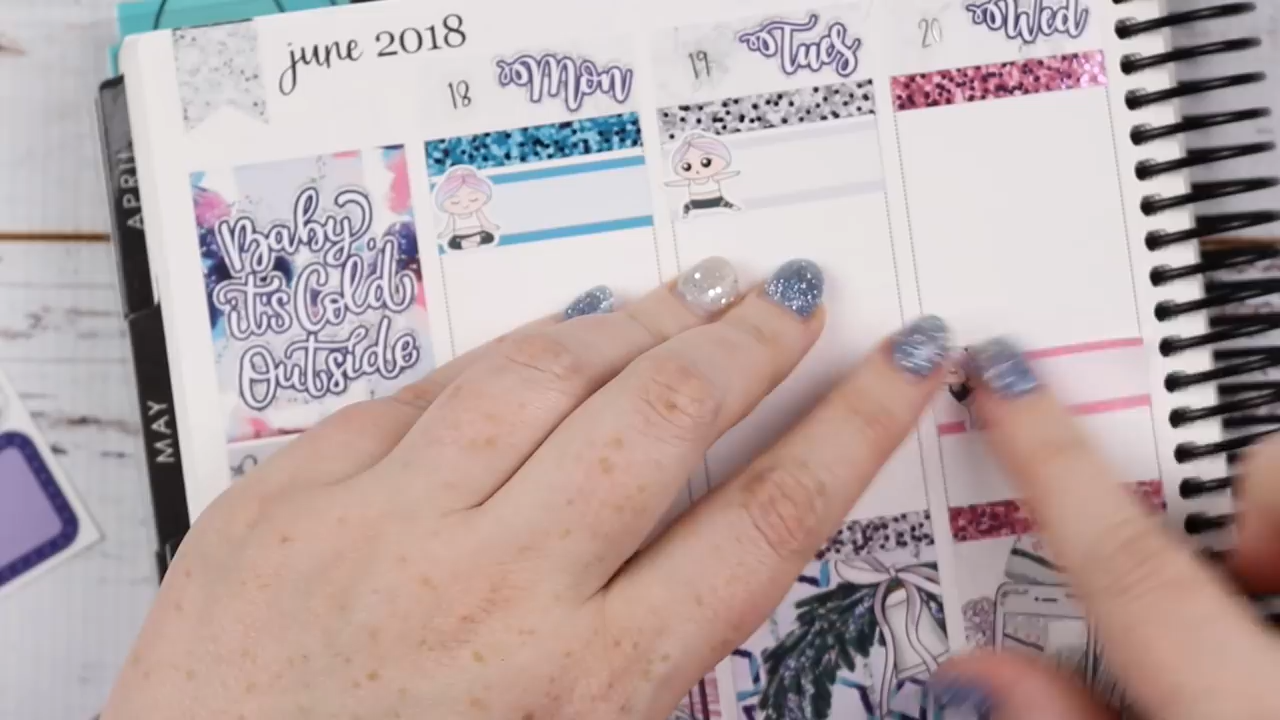 june 2018
18 Mon
19 Tues
20 Wed
APRIL
MAY
Baby,
it's Cold
Outside